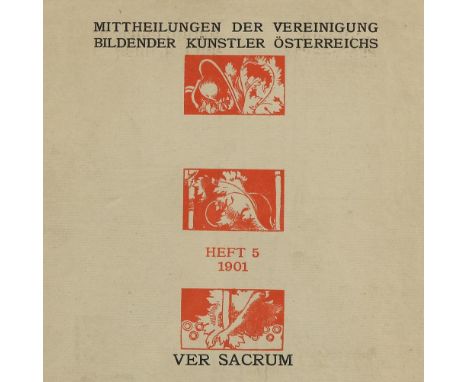 MITTHEILUNGEN DER VEREINIGUNG
BILDENDER KÜNSTLER ÖSTERREICHS
HEFT 5
1901
VER SACRUM